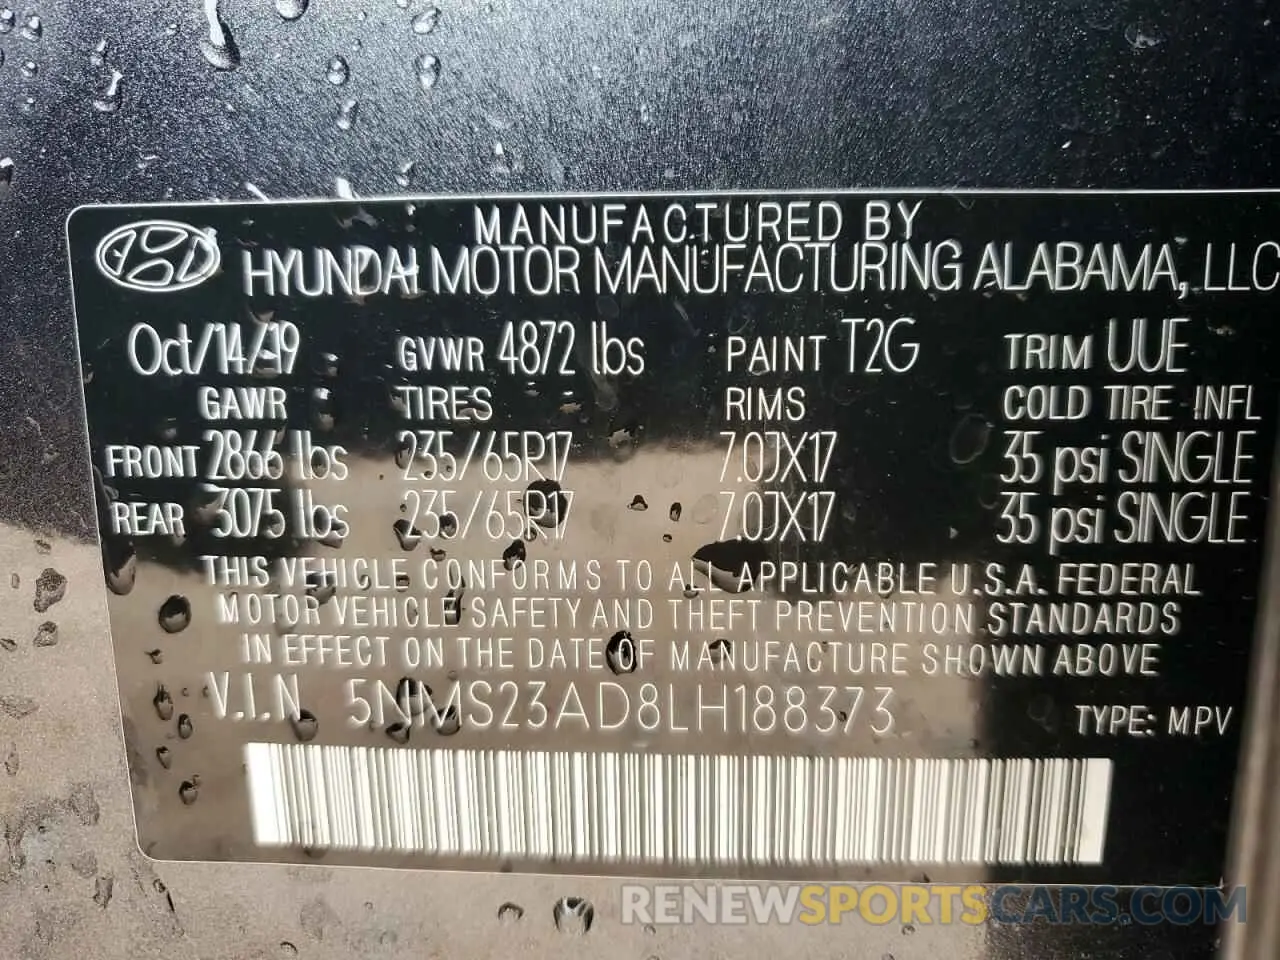 MANUFACTURED BY
HYUNDAI MOTOR MANUFACTURING ALABAMA, LLC
Oct/14/19 GVWR 4872 lbs PAINT T2G TRIM UUE
GAWR TIRES RIMS COLD TIRE INFL
FRONT 2866 lbs 235/65R17 7.0JX17 35 psi SINGLE
REAR 3075 lbs 235/65R17 7.0JX17 35 psi SINGLE
THIS VEHICLE CONFORMS TO ALL APPLICABLE U.S.A. FEDERAL
MOTOR VEHICLE SAFETY AND THEFT PREVENTION STANDARDS
IN EFFECT ON THE DATE OF MANUFACTURE SHOWN ABOVE
V.I.N 5NMS23AD8LH188373 TYPE: MPV
RENEWSPORTSCARS.COM